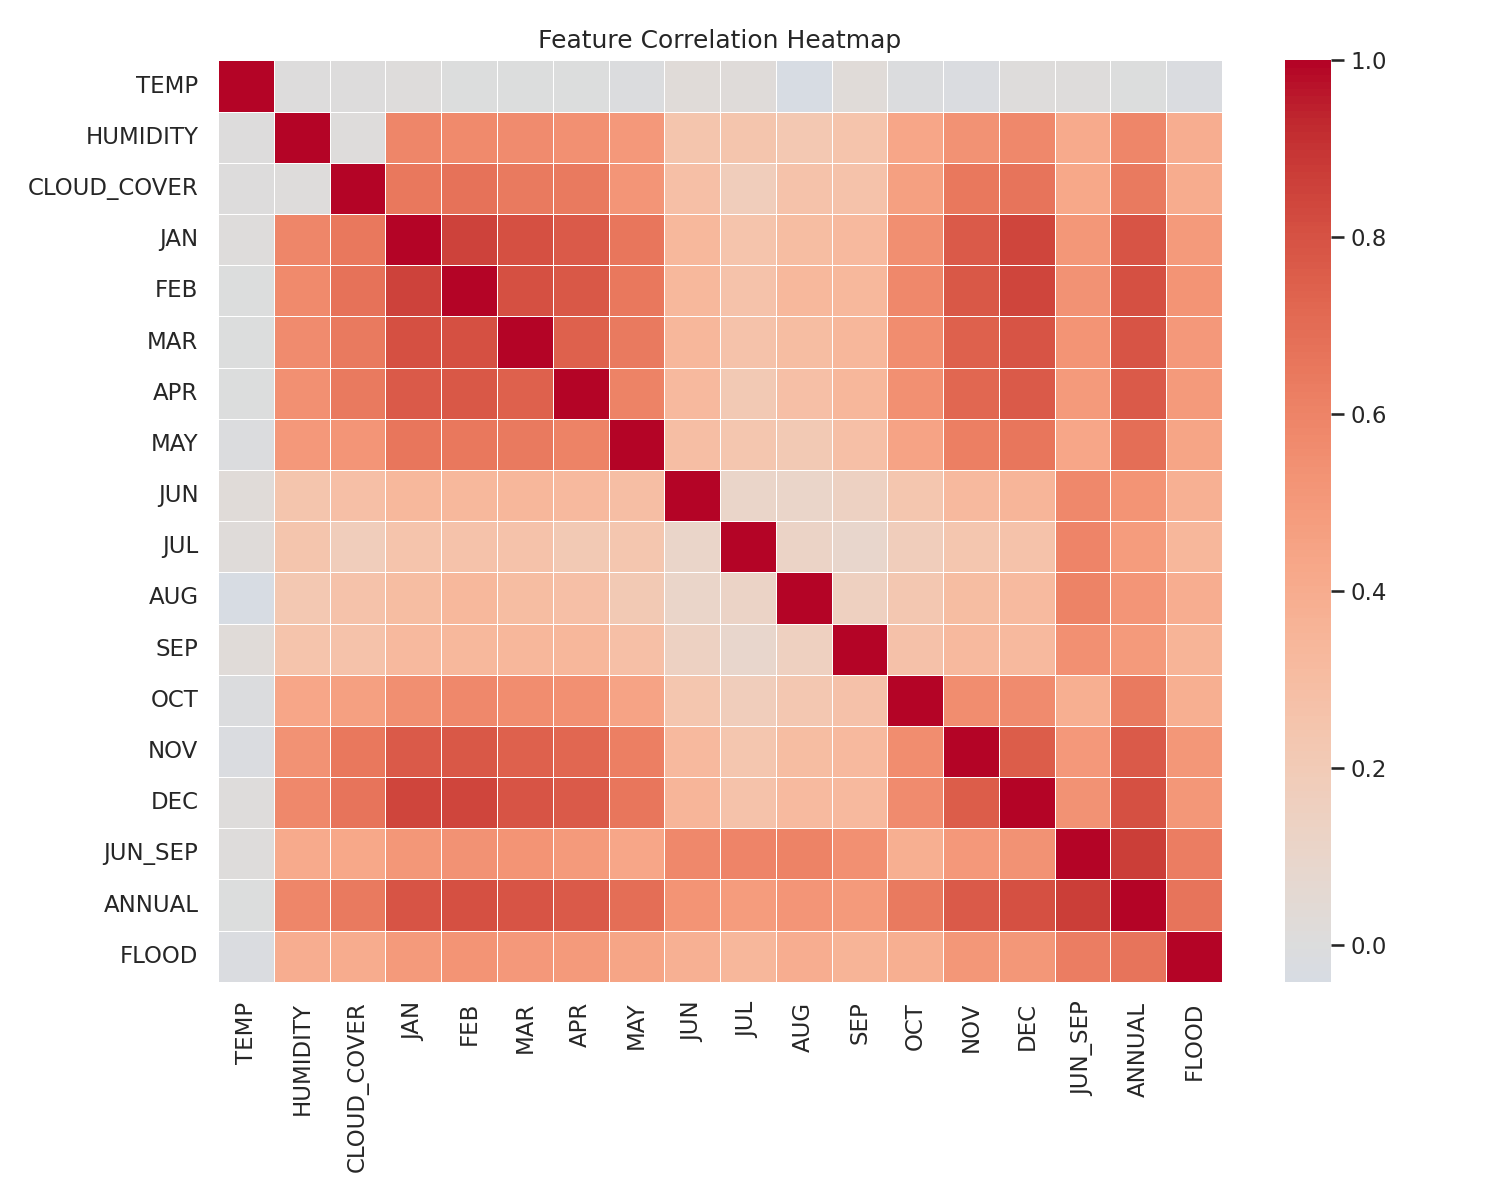 Feature Correlation Heatmap
TEMP
HUMIDITY
CLOUD_COVER
JAN
FEB
MAR
APR
MAY
JUN
JUL
AUG
SEP
OCT
NOV
DEC
JUN_SEP
ANNUAL
FLOOD
TEMP
HUMIDITY
CLOUD_COVER
JAN
FEB
MAR
APR
MAY
JUN
JUL
AUG
SEP
OCT
NOV
DEC
JUN_SEP
ANNUAL
FLOOD
1.0
0.8
0.6
0.4
0.2
0.0